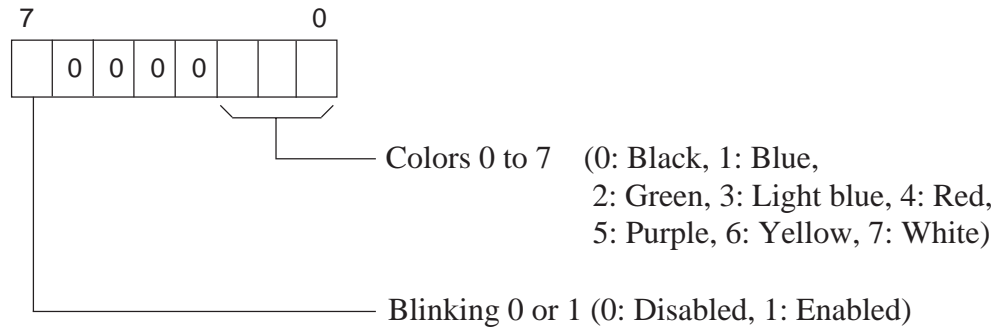 7 0
0 0 0 0
Colors 0 to 7 (0: Black, 1: Blue,
2: Green, 3: Light blue, 4: Red,
5: Purple, 6: Yellow, 7: White)
Blinking 0 or 1 (0: Disabled, 1: Enabled)